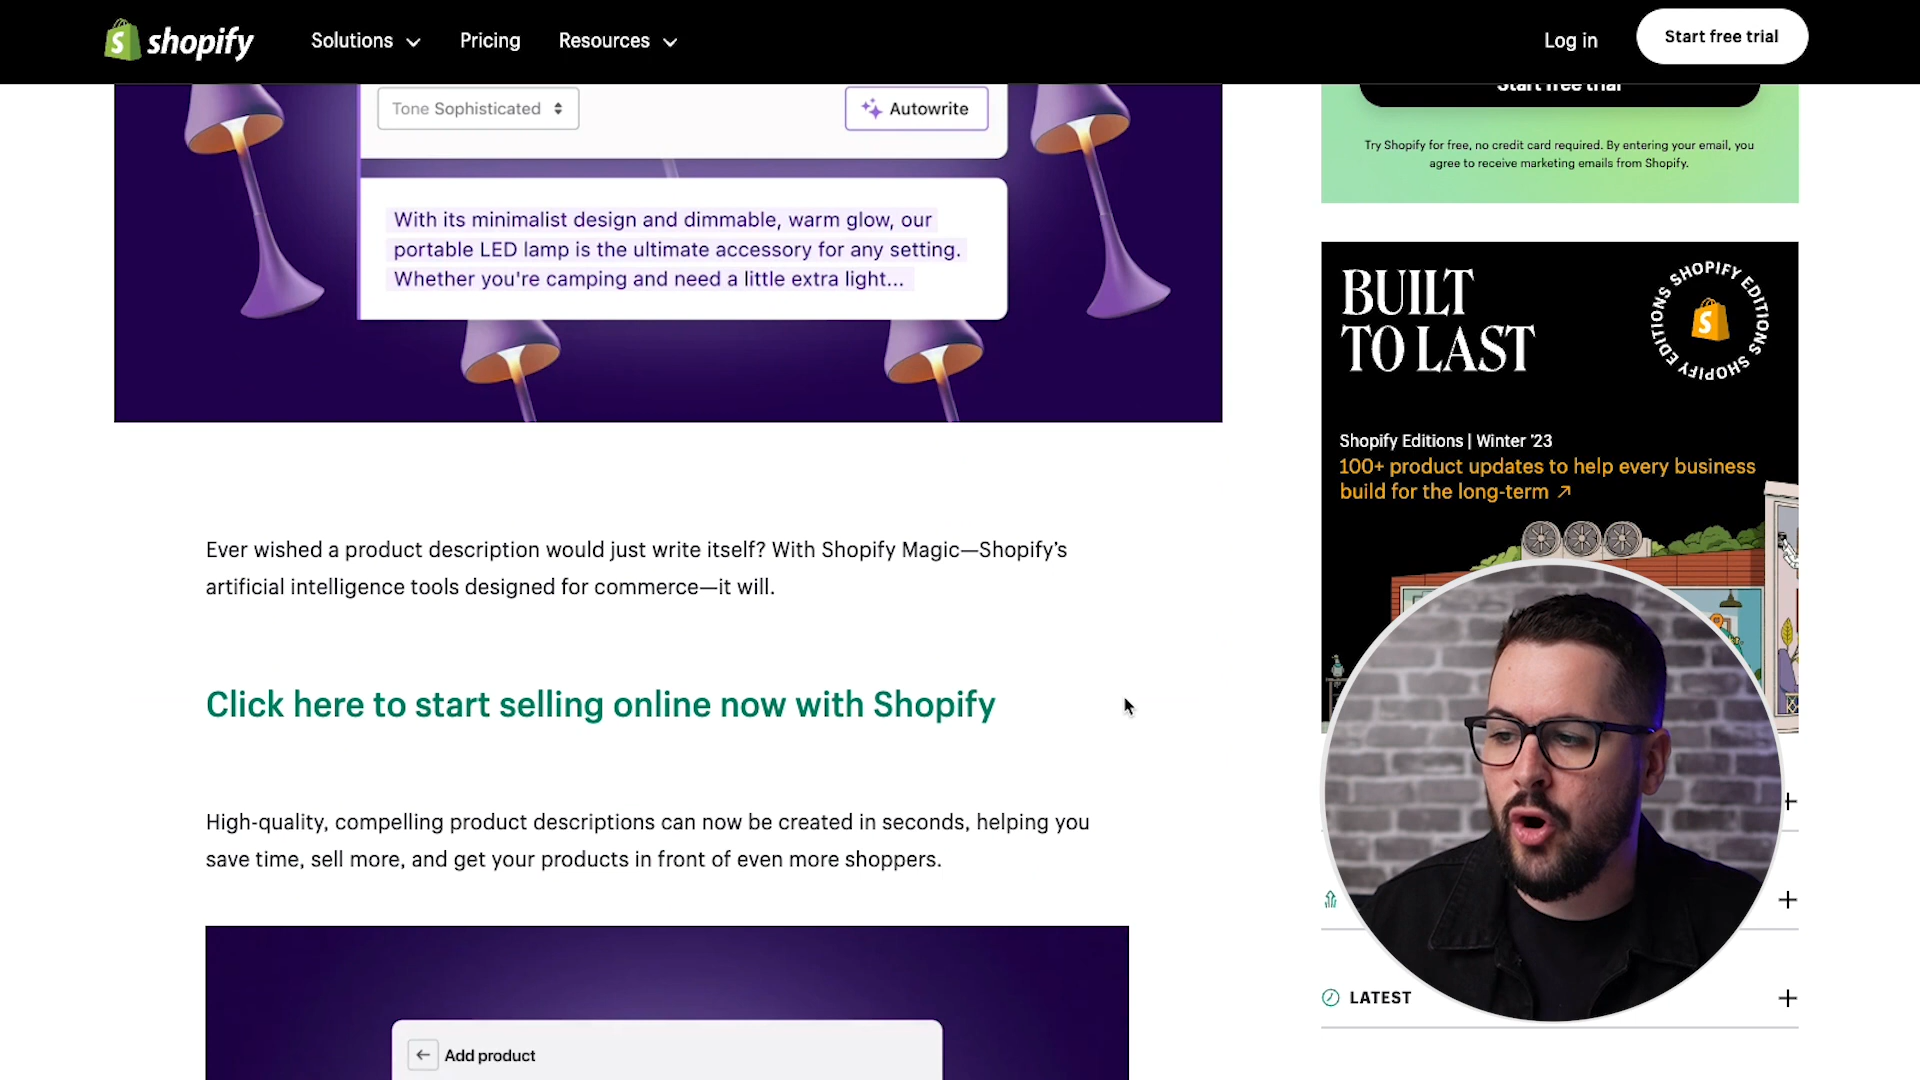 shopify
Solutions
Pricing
Resources
Log in
Start free trial
Tone Sophisticated
Autowrite
With its minimalist design and dimmable, warm glow, our
portable LED lamp is the ultimate accessory for any setting.
Whether you're camping and need a little extra light...
Start free trial
Try Shopify for free, no credit card required. By entering your email, you
agree to receive marketing emails from Shopify.
BUILT
TO LAST
SHOPIFY EDITIONS SHOPIFY EDITIONS
Shopify Editions | Winter '23
100+ product updates to help every business
build for the long-term ↗
Ever wished a product description would just write itself? With Shopify Magic—Shopify's
artificial intelligence tools designed for commerce—it will.
Click here to start selling online now with Shopify
High-quality, compelling product descriptions can now be created in seconds, helping you
save time, sell more, and get your products in front of even more shoppers.
Add product
LATEST